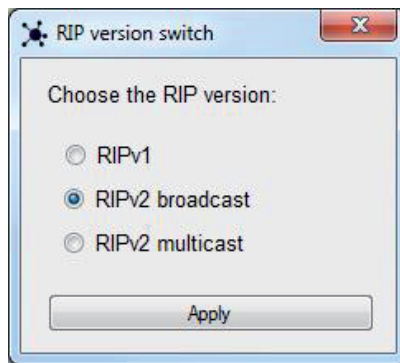 RIP version switch
Choose the RIP version:
RIPv1
RIPv2 broadcast
RIPv2 multicast
Apply